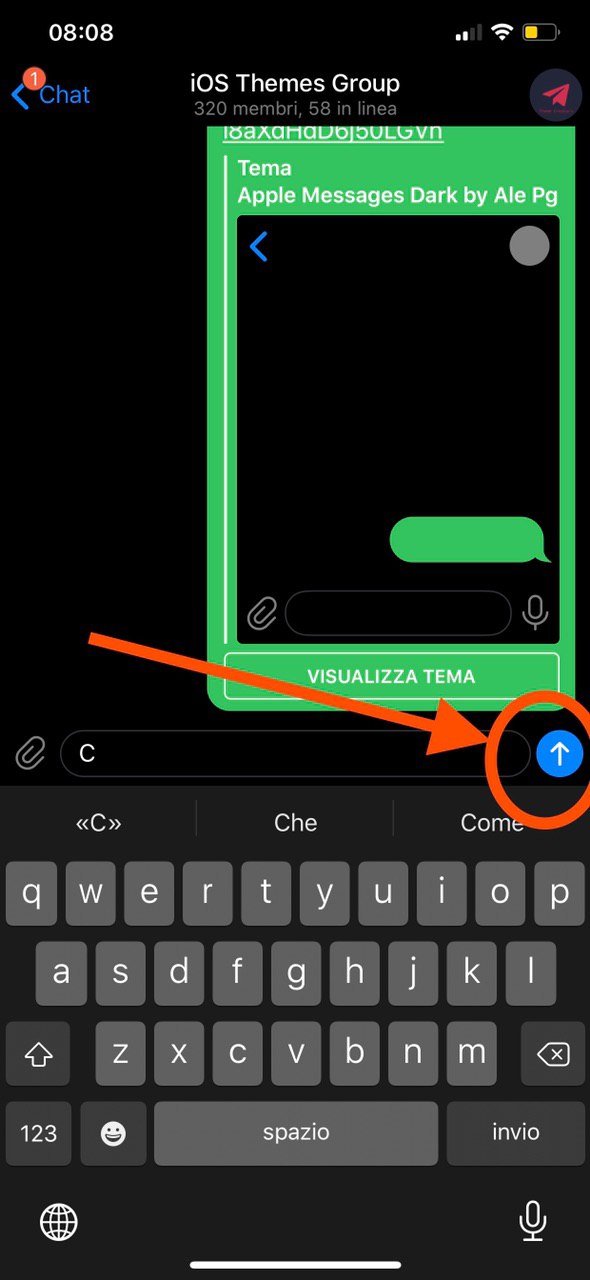 08:08
1
Chat
iOS Themes Group
320 membri, 58 in linea
Tema
Apple Messages Dark by Ale Pg
VISUALIZZA TEMA
C
«C» Che Come
q w e r t y u i o p
a s d f g h j k l
z x c v b n m
123 spazio invio